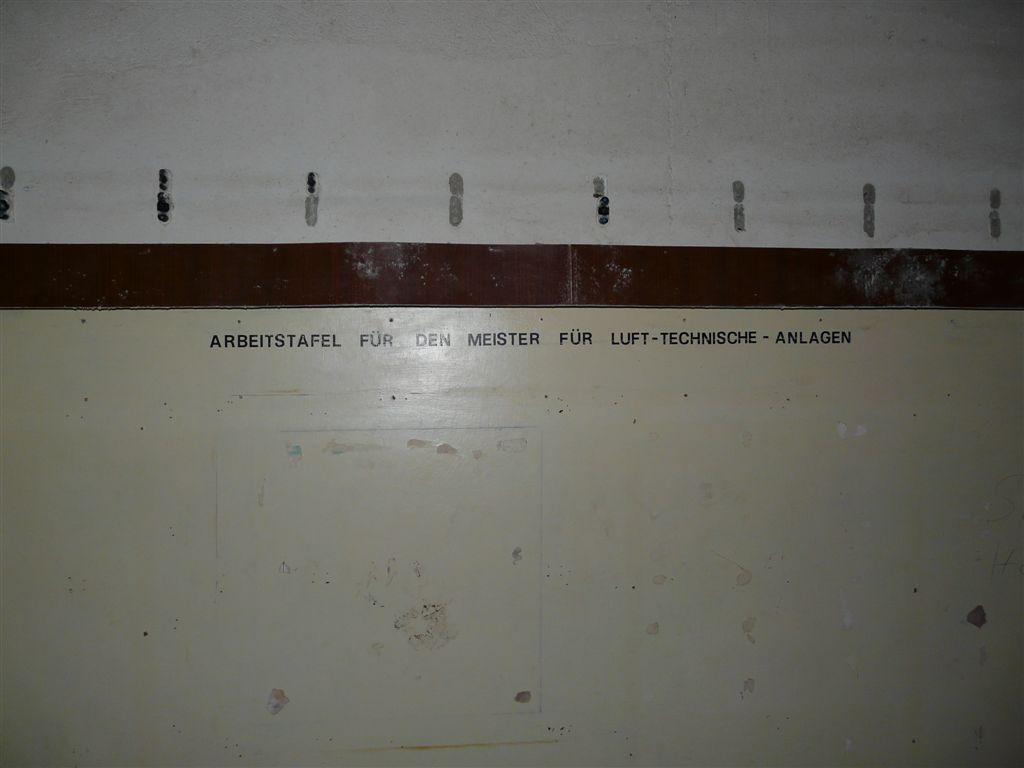 ARBEITSTAFEL FÜR DEN MEISTER FÜR LUFT-TECHNISCHE - ANLAGEN